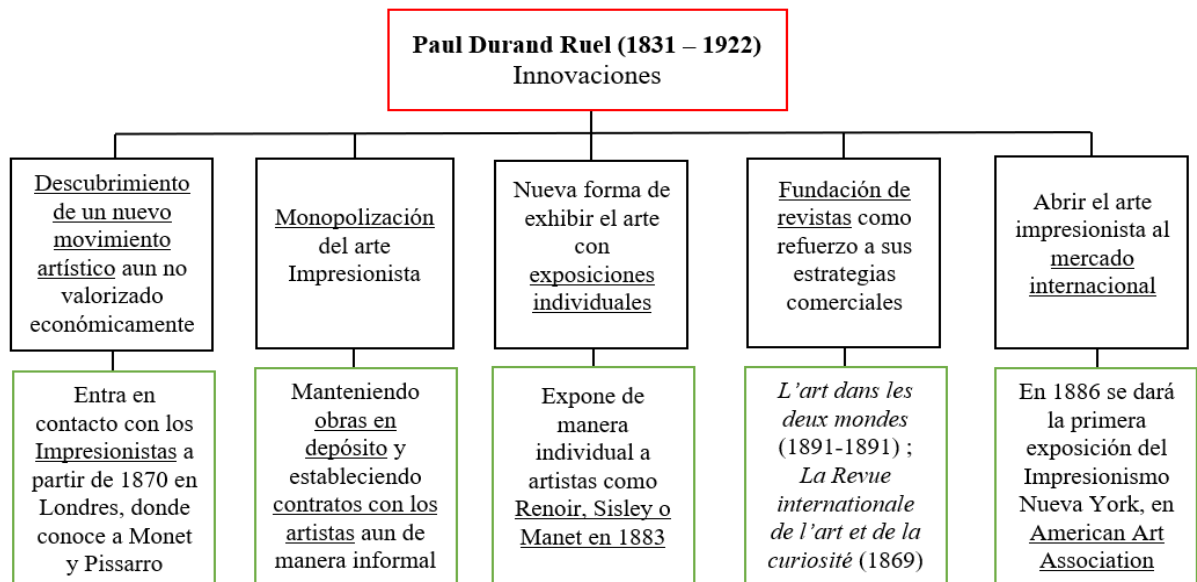 Paul Durand Ruel (1831 – 1922)
Innovaciones
Descubrimiento
de un nuevo
movimiento
artístico aun no
valorizado
económicamente
Monopolización
del arte
Impresionista
Nueva forma de
exhibir el arte
con
exposiciones
individuales
Fundación de
revistas como
refuerzo a sus
estrategias
comerciales
Abrir el arte
impresionista al
mercado
internacional
Entra en
contacto con los
Impresionistas a
partir de 1870 en
Londres, donde
conoce a Monet
y Pissarro
Manteniendo
obras en
depósito y
estableciendo
contratos con los
artistas aun de
manera informal
Expone de
manera
individual a
artistas como
Renoir, Sisley o
Manet en 1883
L’art dans les
deux mondes
(1891-1891) ;
La Revue
internationale
de l’art et de la
curiosité (1869)
En 1886 se dará
la primera
exposición del
Impresionismo
Nueva York, en
American Art
Association